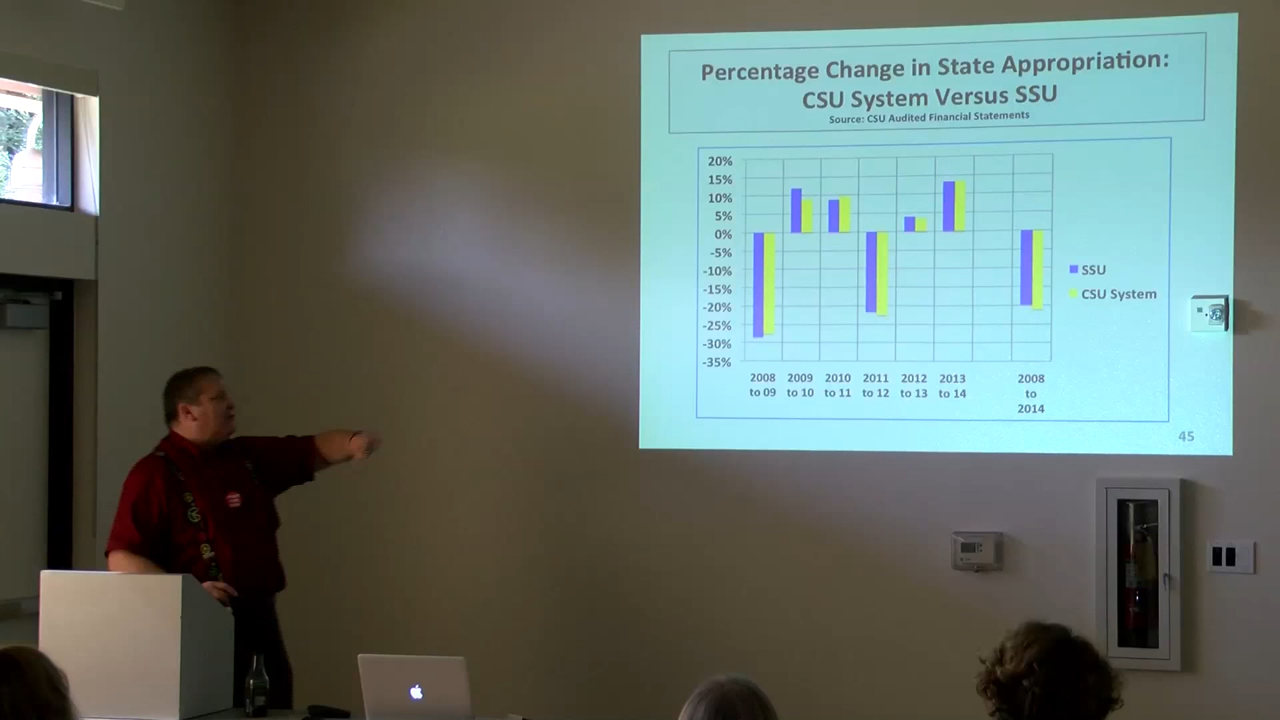 Percentage Change in State Appropriation:
CSU System Versus SSU
Source: CSU Audited Financial Statements
20%
15%
10%
5%
0%
-5%
-10%
-15%
-20%
-25%
-30%
-35%
2008 to 09
2009 to 10
2010 to 11
2011 to 12
2012 to 13
2013 to 14
2008 to 2014
SSU
CSU System
45